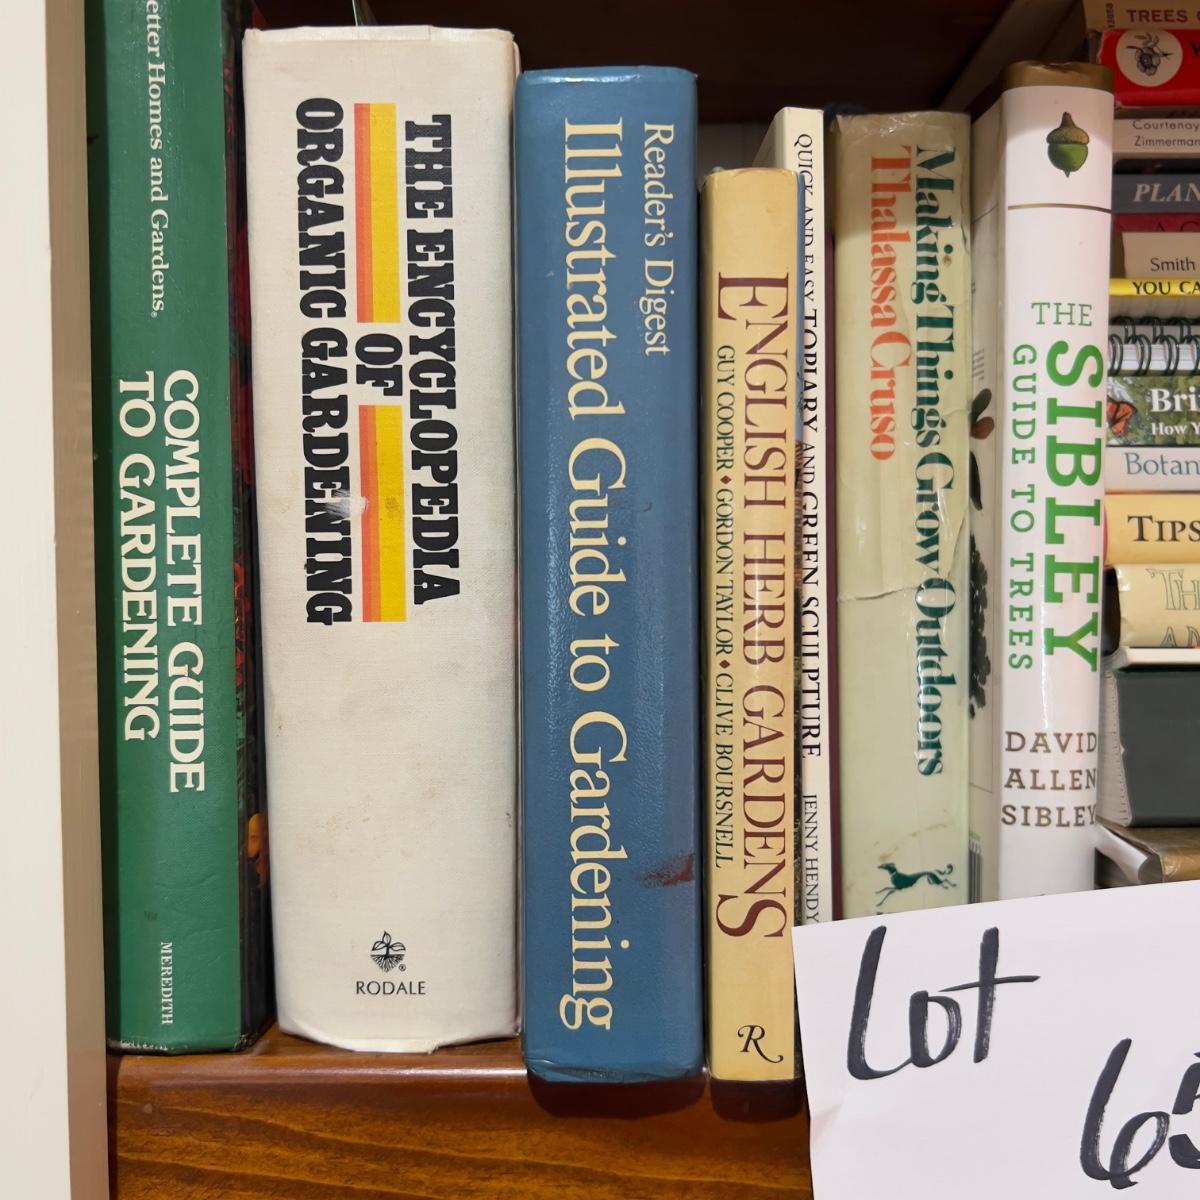 etter Homes and Gardens®
COMPLETE GUIDE
TO GARDENING
MEREDITH
THE ENCYCLOPEDIA
OF
ORGANIC GARDENING
®
RODALE
Reader's Digest
Illustrated Guide to Gardening
ENGLISH HERB GARDENS
GUY COOPER ♦ GORDON TAYLOR ♦ CLIVE BOURSNELL
R
QUICK AND EASY TOPIARY AND GREEN SCULPTURE
JENNY HENDY
Making Things Grow Outdoors
Thalassa Cruso
THE
SIBLEY
GUIDE TO TREES
DAVID
ALLEN
SIBLEY
TREES
Courtenay
Zimmerman
PLAN
Smith
YOU CA
Bri
How Y
Botan
TIPS
TH
AN
Lot
65